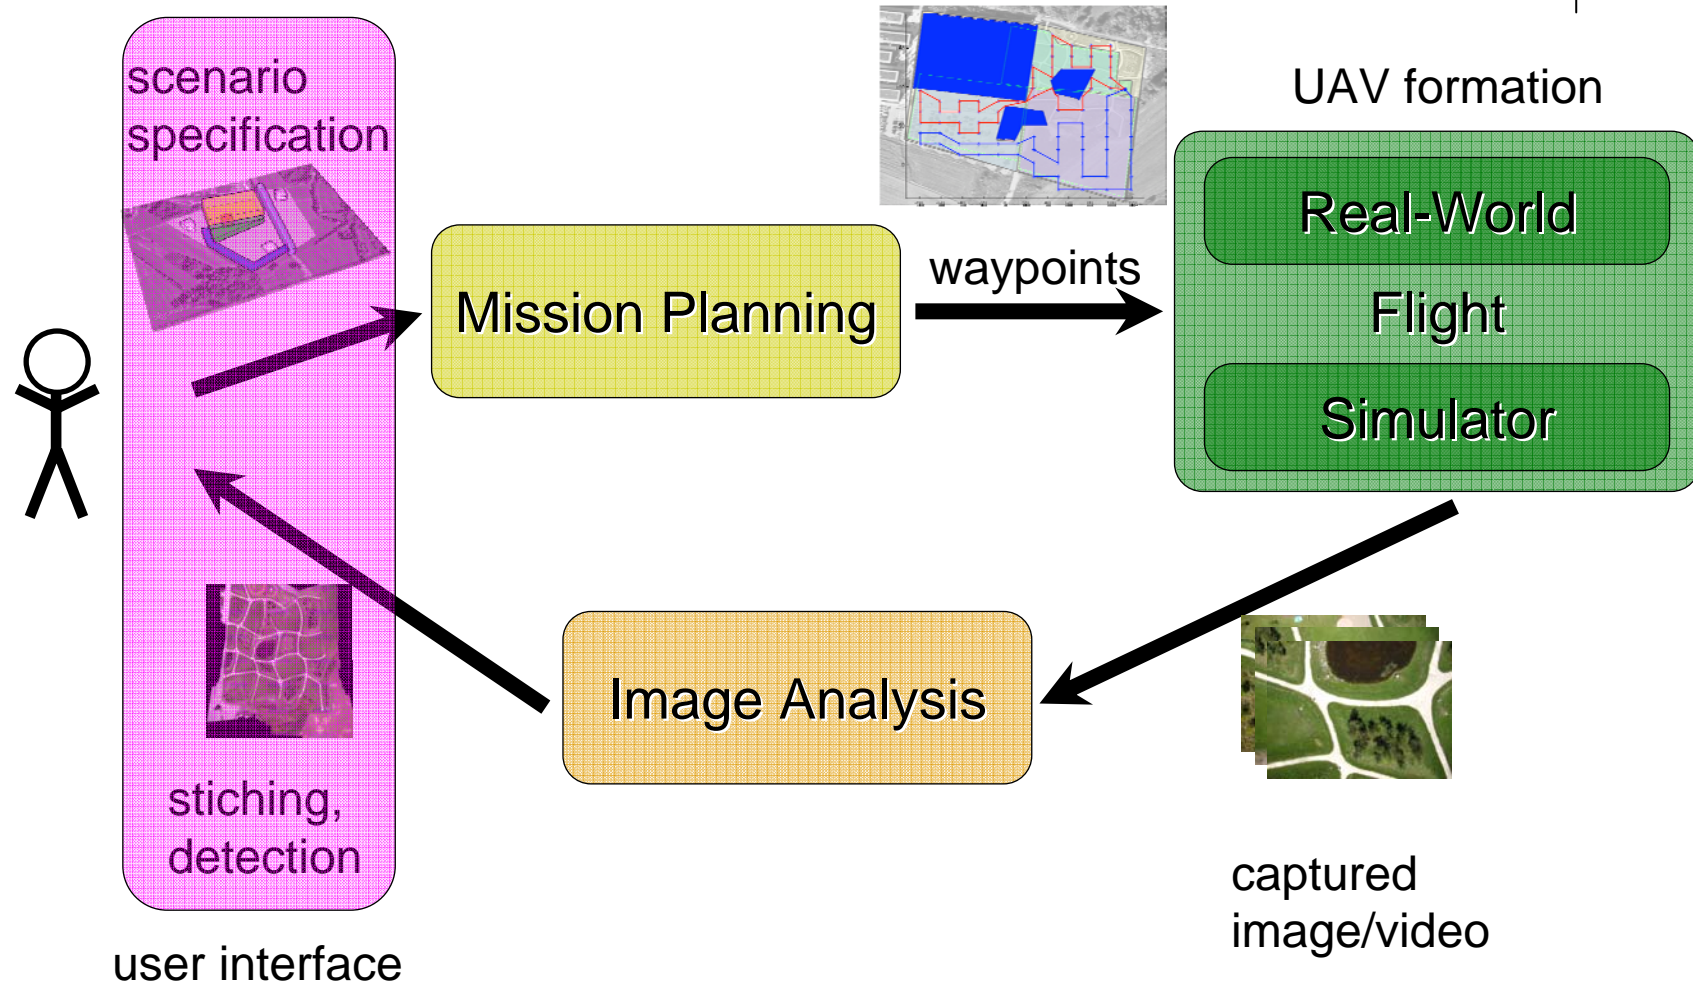 scenario
specification
UAV formation
Real-World
Mission Planning
waypoints
Flight
Simulator
Image Analysis
stiching,
detection
captured
image/video
user interface